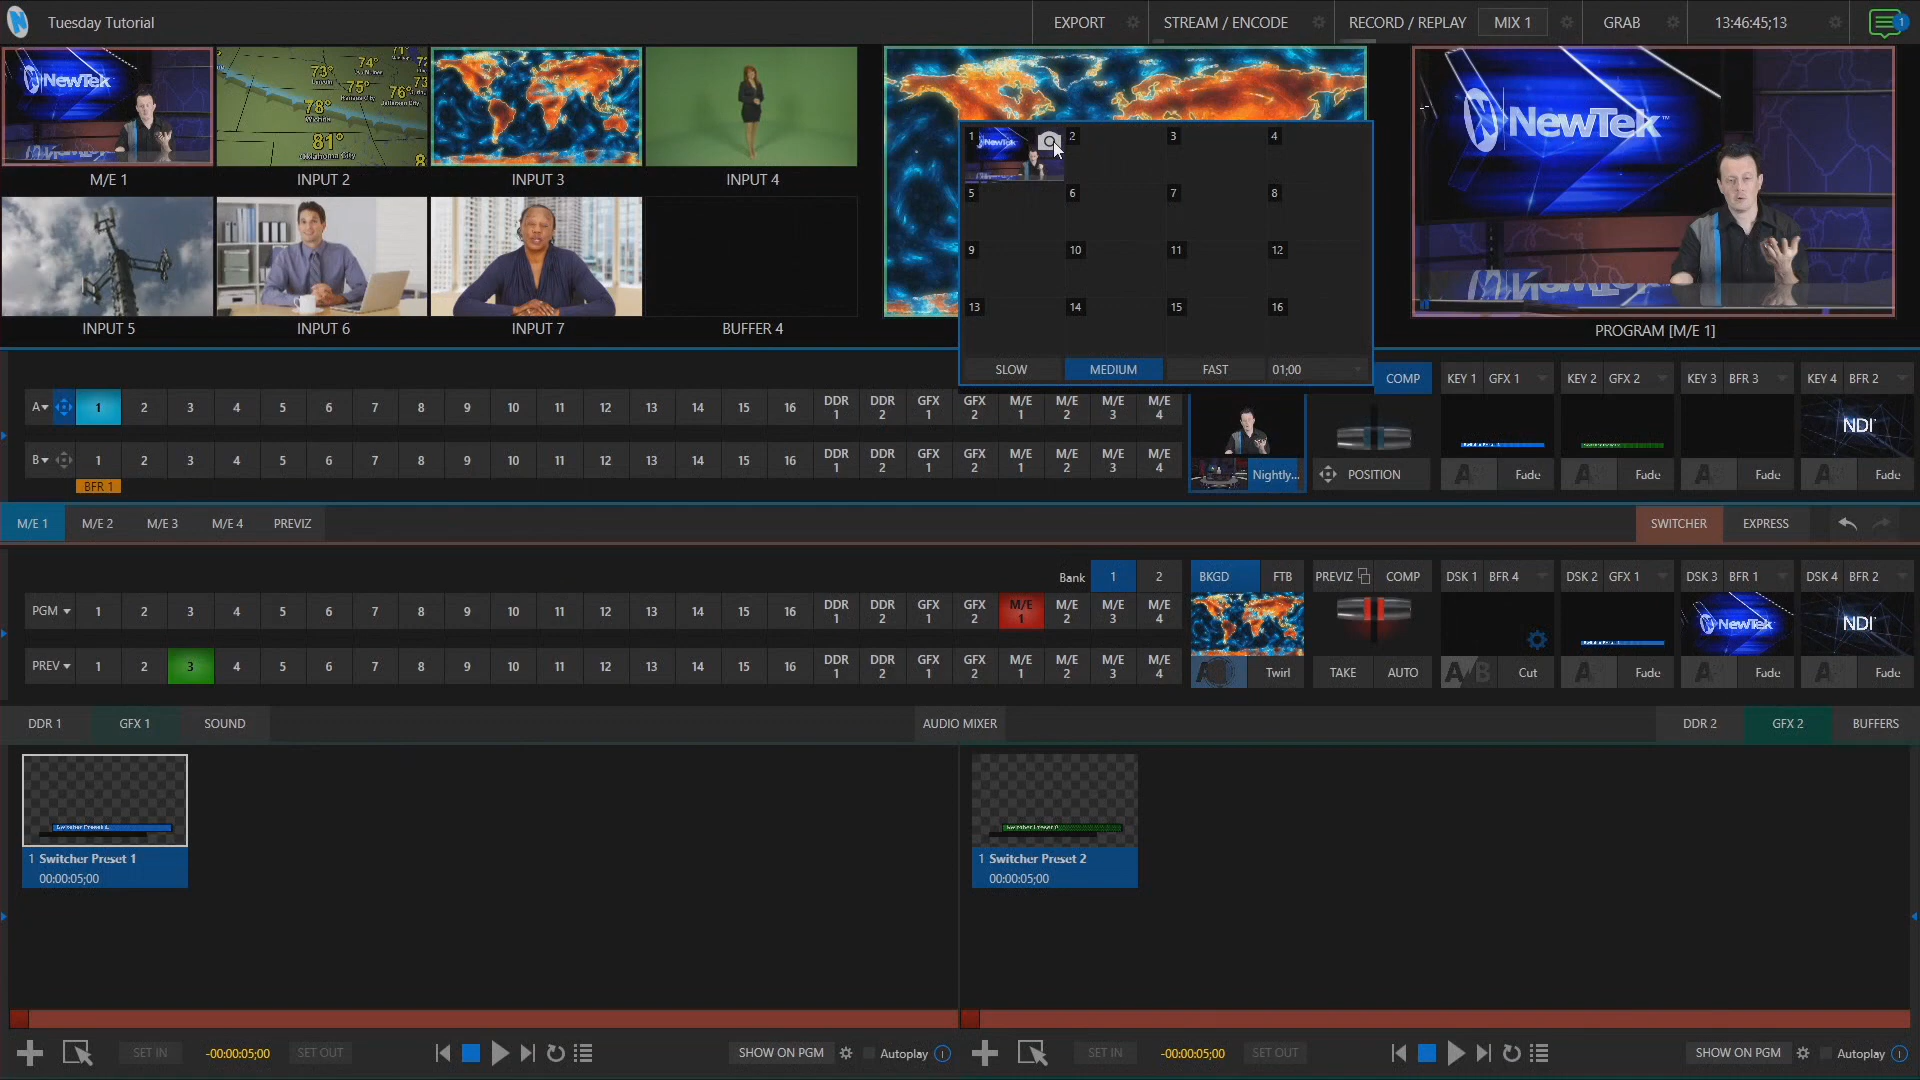 Tuesday Tutorial
EXPORT
STREAM / ENCODE
RECORD / REPLAY
MIX 1
GRAB
13:46:45;13
1
NewTek
73°
74°
75°
76°
78°
Wichita
81°
Oklahoma City
M/E 1
INPUT 2
INPUT 3
INPUT 4
INPUT 5
INPUT 6
INPUT 7
BUFFER 4
1 2 3 4
NewTek
5 6 7 8
9 10 11 12
13 14 15 16
SLOW MEDIUM FAST 01;00
NewTek
PROGRAM [M/E 1]
COMP
KEY 1 GFX 1
KEY 2 GFX 2
KEY 3 BFR 3
KEY 4 BFR 2
A 1 2 3 4 5 6 7 8 9 10 11 12 13 14 15 16 DDR 1 DDR 2 GFX 1 GFX 2 M/E 1 M/E 2 M/E 3 M/E 4
B 1 2 3 4 5 6 7 8 9 10 11 12 13 14 15 16 DDR 1 DDR 2 GFX 1 GFX 2 M/E 1 M/E 2 M/E 3 M/E 4
BFR 1
Nightly...
POSITION
NDI
A Fade
A Fade
A Fade
A Fade
M/E 1
M/E 2
M/E 3
M/E 4
PREVIZ
SWITCHER
EXPRESS
Bank 1 2
BKGD
FTB
PREVIZ
COMP
DSK 1 BFR 4
DSK 2 GFX 1
DSK 3 BFR 1
DSK 4 BFR 2
PGM 1 2 3 4 5 6 7 8 9 10 11 12 13 14 15 16 DDR 1 DDR 2 GFX 1 GFX 2 M/E 1 M/E 2 M/E 3 M/E 4
PREV 1 2 3 4 5 6 7 8 9 10 11 12 13 14 15 16 DDR 1 DDR 2 GFX 1 GFX 2 M/E 1 M/E 2 M/E 3 M/E 4
NewTek
NDI
Twirl
TAKE
AUTO
A/B Cut
A Fade
A Fade
A Fade
DDR 1
GFX 1
SOUND
AUDIO MIXER
DDR 2
GFX 2
BUFFERS
Switcher Preset 1
1 Switcher Preset 1
00:00:05;00
1 Switcher Preset 2
00:00:05;00
SET IN
-00:00:05;00
SET OUT
SHOW ON PGM
Autoplay
SET IN
-00:00:05;00
SET OUT
SHOW ON PGM
Autoplay